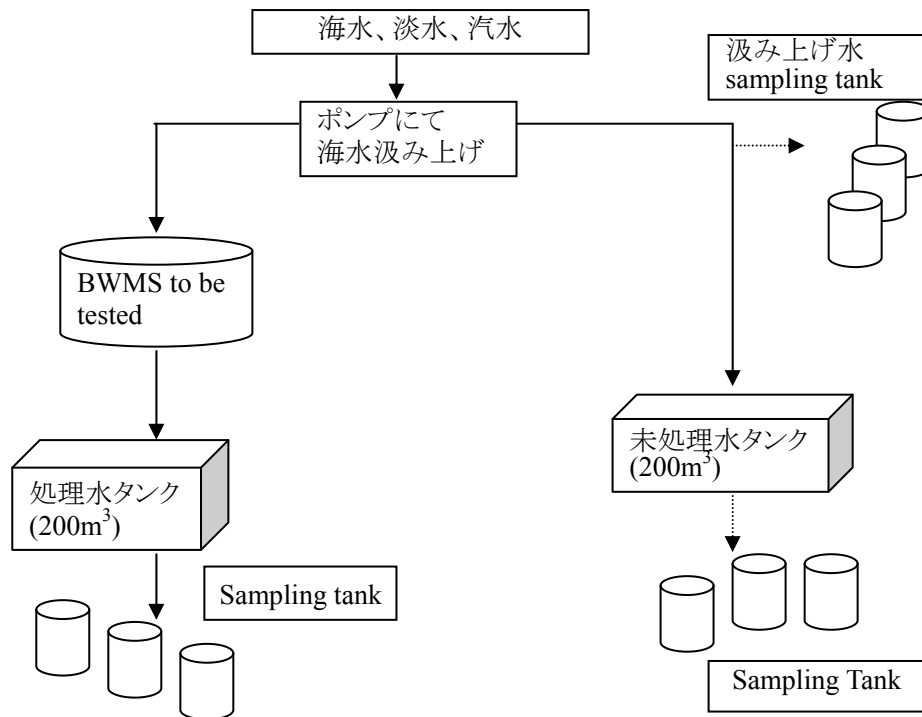 海水、淡水、汽水
汲み上げ水
sampling tank
ポンプにて
海水汲み上げ
BWMS to be
tested
未処理水タンク
(200m³)
処理水タンク
(200m³)
Sampling tank
Sampling Tank